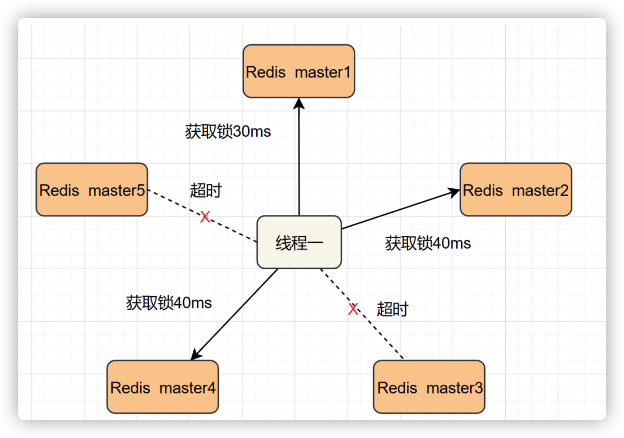 Redis master1
获取锁30ms
Redis master5
超时
Redis master2
线程一
获取锁40ms
获取锁40ms
X
X
超时
Redis master4
Redis master3